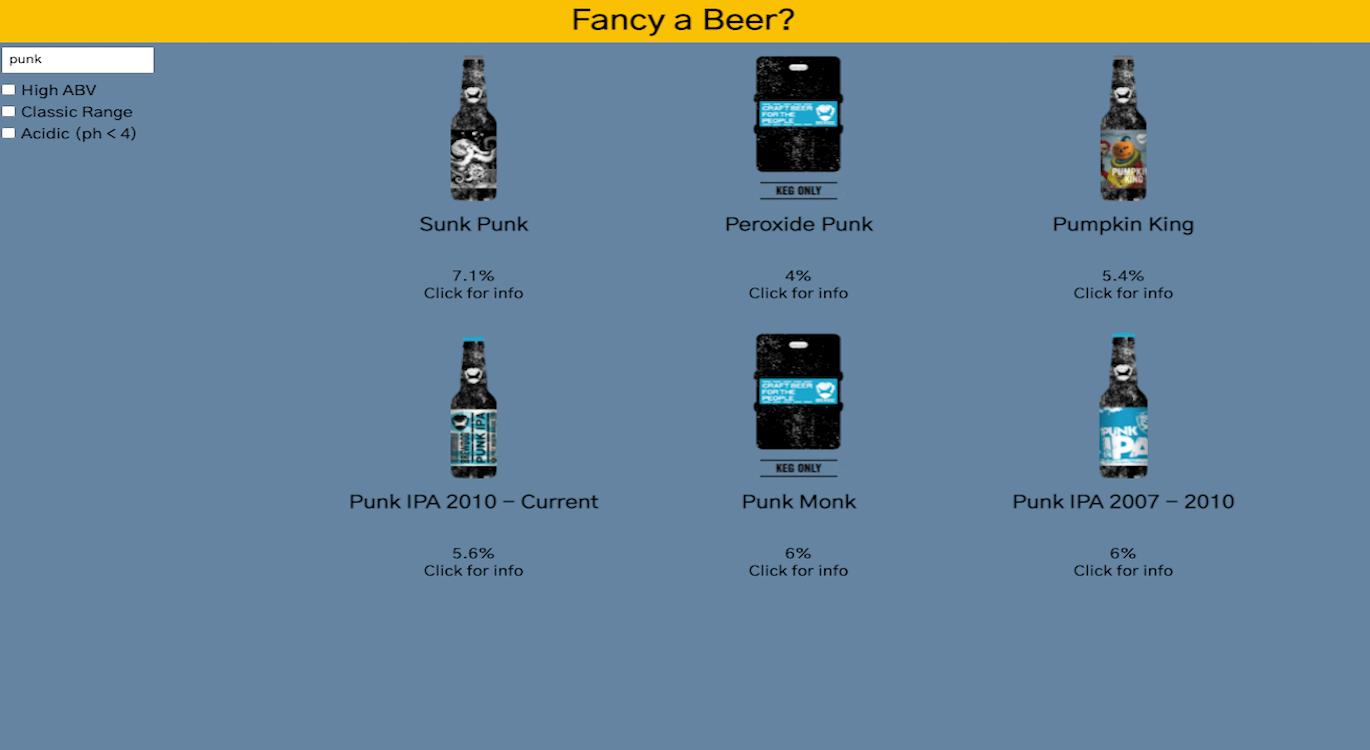 Fancy a Beer?
punk
High ABV
Classic Range
Acidic (ph < 4)
CRAFT BEER
FOR THE
PEOPLE
KEG ONLY
PUMPKIN
KING
Sunk Punk
Peroxide Punk
Pumpkin King
7.1%
4%
5.4%
Click for info
Click for info
Click for info
BREWDOG
PUNK IPA
CRAFT BEER
FOR THE
PEOPLE
KEG ONLY
PUNK
IPA
Punk IPA 2010 – Current
Punk Monk
Punk IPA 2007 – 2010
5.6%
6%
6%
Click for info
Click for info
Click for info